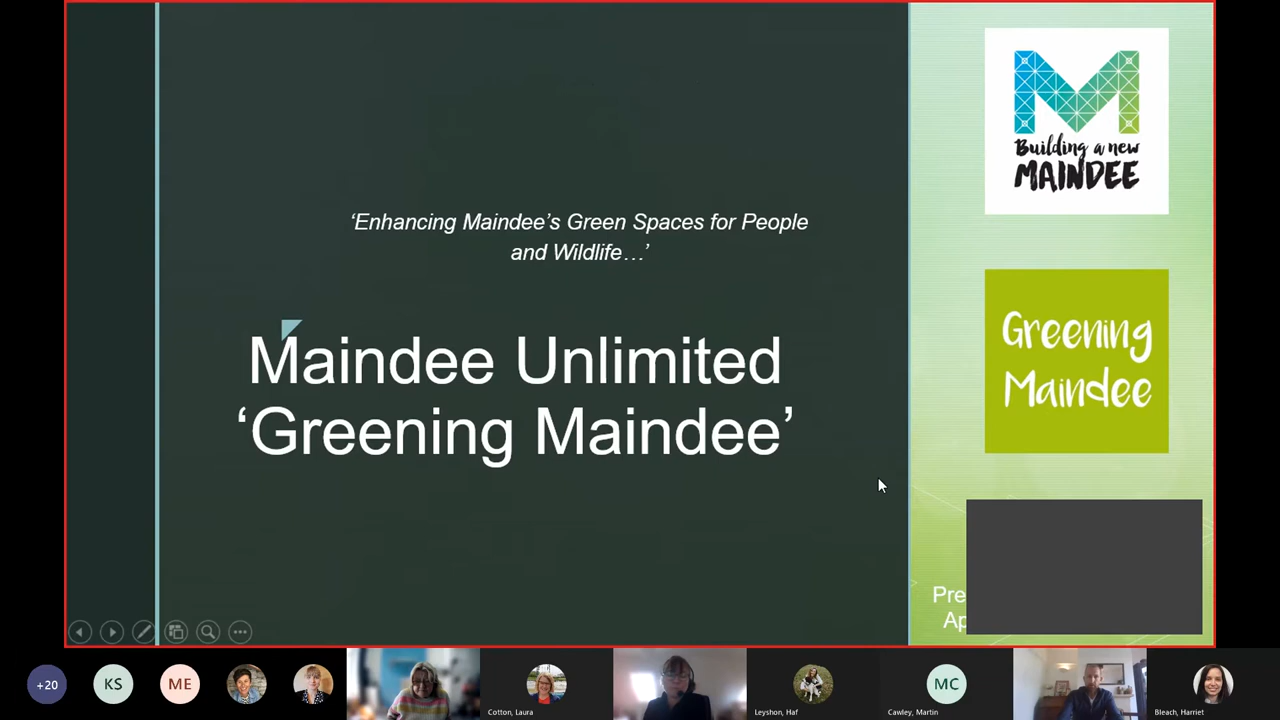 Building a new
MAINDEE
‘Enhancing Maindee’s Green Spaces for People
and Wildlife…’
Maindee Unlimited
‘Greening Maindee’
Greening
Maindee
+20
KS
ME
Cotton, Laura
Leyshon, Haf
MC
Cawley, Martin
Bleach, Harriet